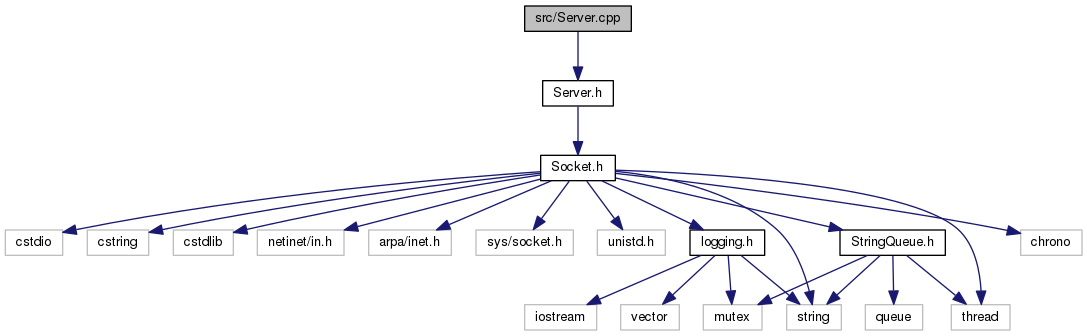 src/Server.cpp
Server.h
Socket.h
cstdio
cstring
cstdlib
netinet/in.h
arpa/inet.h
sys/socket.h
unistd.h
logging.h
StringQueue.h
chrono
iostream
vector
mutex
string
queue
thread